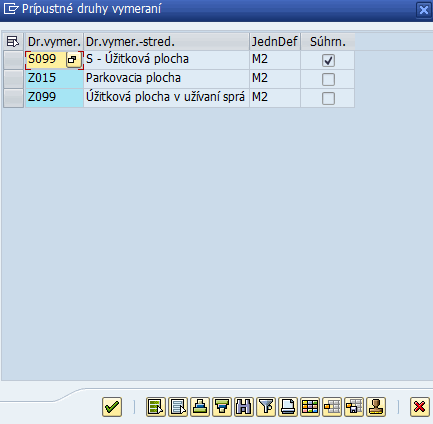 Prípustné druhy vymeraní
Dr.vymer. Dr.vymer.-stred. JednDef Súhrn.
S099 S - Úžitková plocha M2
Z015 Parkovacia plocha M2
Z099 Úžitková plocha v užívaní sprá M2